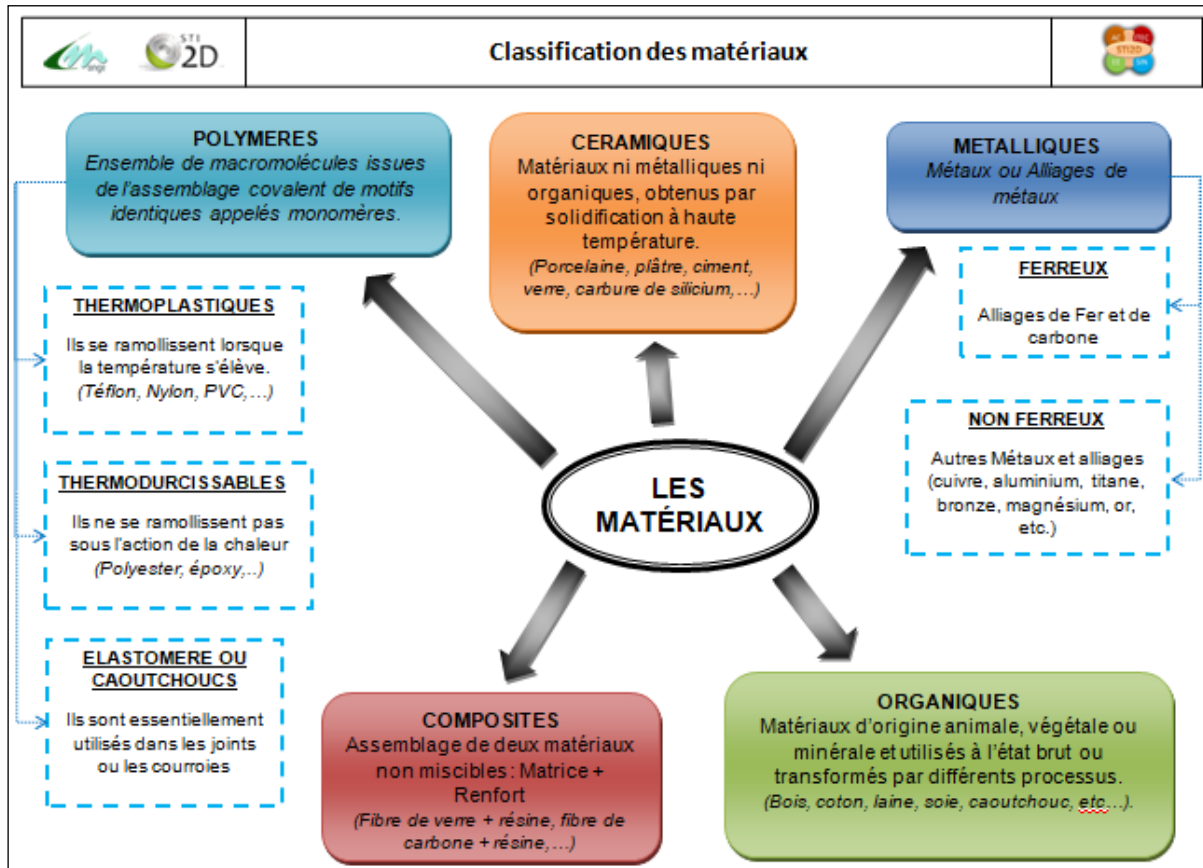 STI
2D
Classification des matériaux
STI2D
POLYMERES
Ensemble de macromolécules issues
de l'assemblage covalent de motifs
identiques appelés monomères.
CERAMIQUES
Matériaux ni métalliques ni
organiques, obtenus par
solidification à haute
température.
(Porcelaine, plâtre, ciment,
verre, carbure de silicium,…)
METALLIQUES
Métaux ou Alliages de
métaux
THERMOPLASTIQUES
Ils se ramollissent lorsque
la température s'élève.
(Téflon, Nylon, PVC,…)
THERMODURCISSABLES
Ils ne se ramollissent pas
sous l'action de la chaleur
(Polyester, époxy,..)
ELASTOMERE OU
CAOUTCHOUCS
Ils sont essentiellement
utilisés dans les joints
ou les courroies
FERREUX
Alliages de Fer et de
carbone
NON FERREUX
Autres Métaux et alliages
(cuivre, aluminium, titane,
bronze, magnésium, or,
etc.)
LES
MATÉRIAUX
COMPOSITES
Assemblage de deux matériaux
non miscibles : Matrice +
Renfort
(Fibre de verre + résine, fibre de
carbone + résine,…)
ORGANIQUES
Matériaux d'origine animale, végétale ou
minérale et utilisés à l'état brut ou
transformés par différents processus.
(Bois, coton, laine, soie, caoutchouc, etc…).